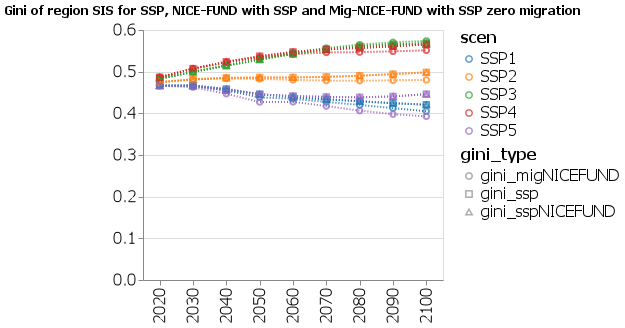 Gini of region SIS for SSP, NICE-FUND with SSP and Mig-NICE-FUND with SSP zero migration
0.6
0.5
0.4
0.3
0.2
0.1
0.0
2020
2030
2040
2050
2060
2070
2080
2090
2100
scen
SSP1
SSP2
SSP3
SSP4
SSP5
gini_type
gini_migNICEFUND
gini_ssp
gini_sspNICEFUND